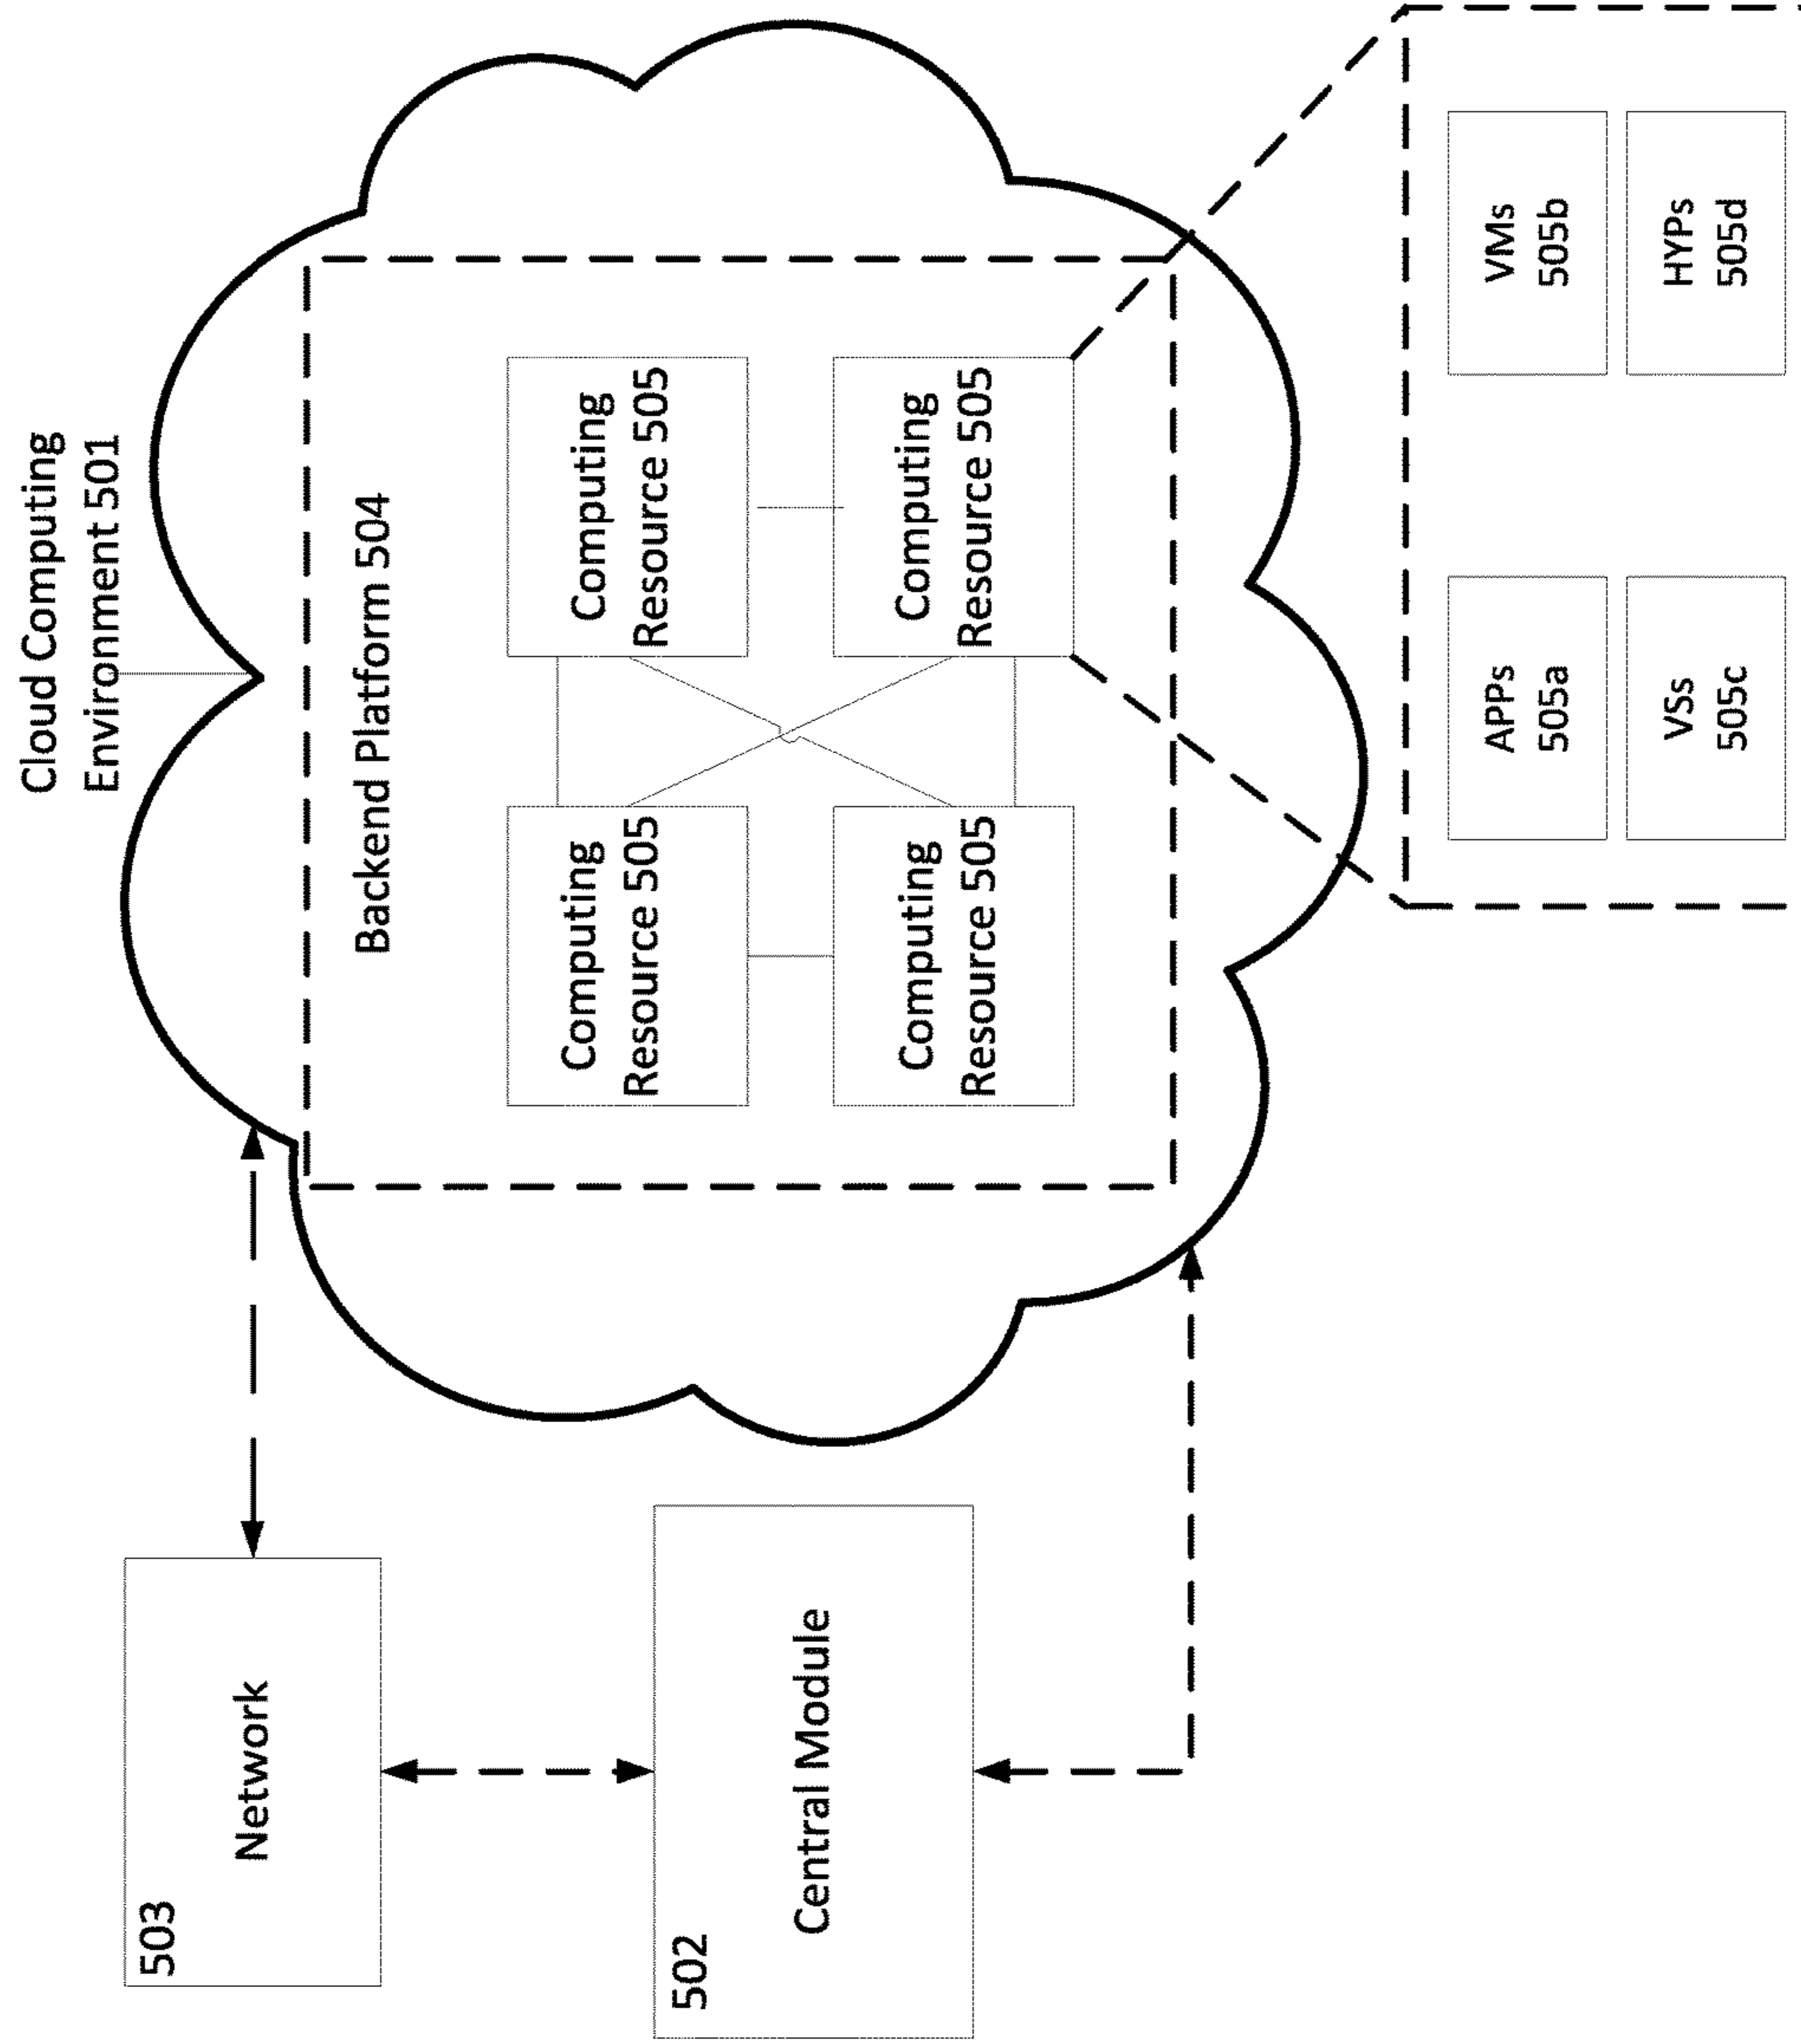 Cloud Computing
Environment 501
503
Network
Backend Platform 504
Computing
Resource 505
Computing
Resource 505
502
Central Module
Computing
Resource 505
Computing
Resource 505
APPs
505a
VMs
505b
VSs
505c
HYPs
505d